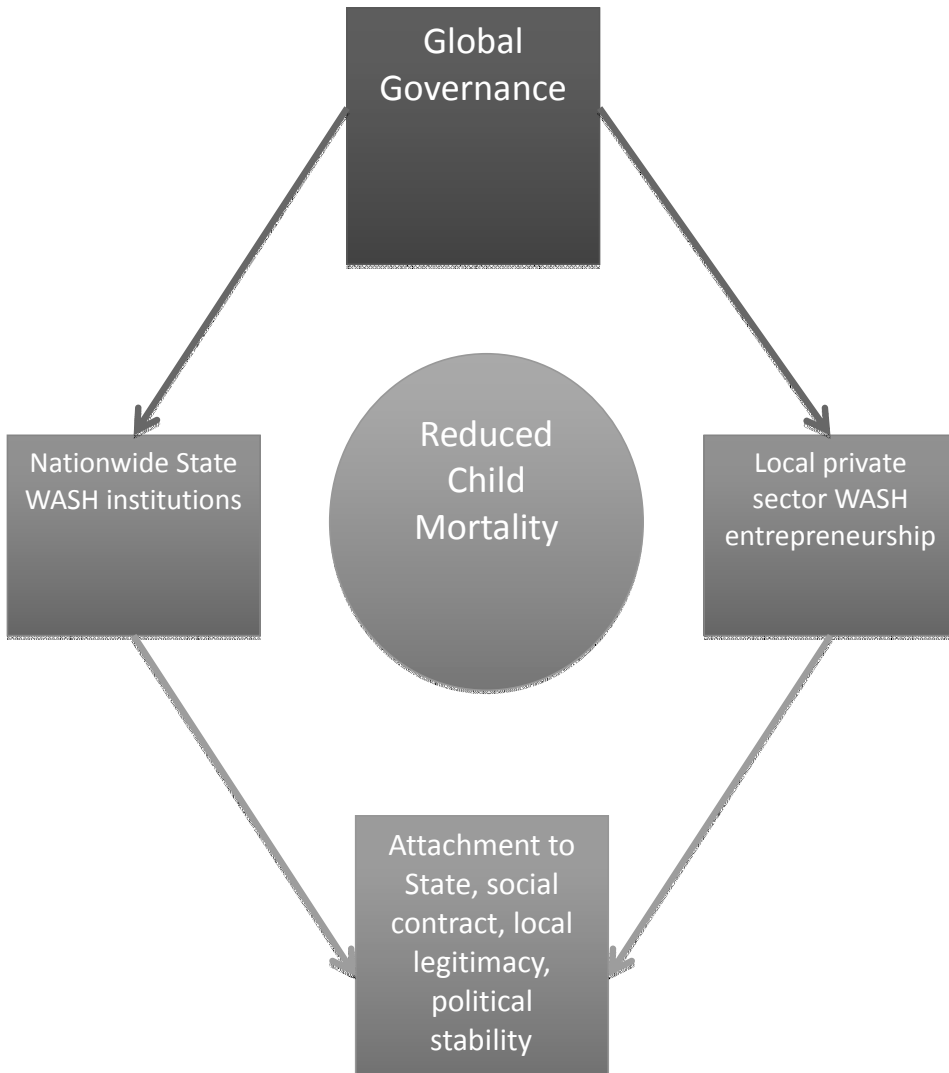 Global
Governance
Reduced
Child
Mortality
Nationwide State
WASH institutions
Local private
sector WASH
entrepreneurship
Attachment to
State, social
contract, local
legitimacy,
political
stability